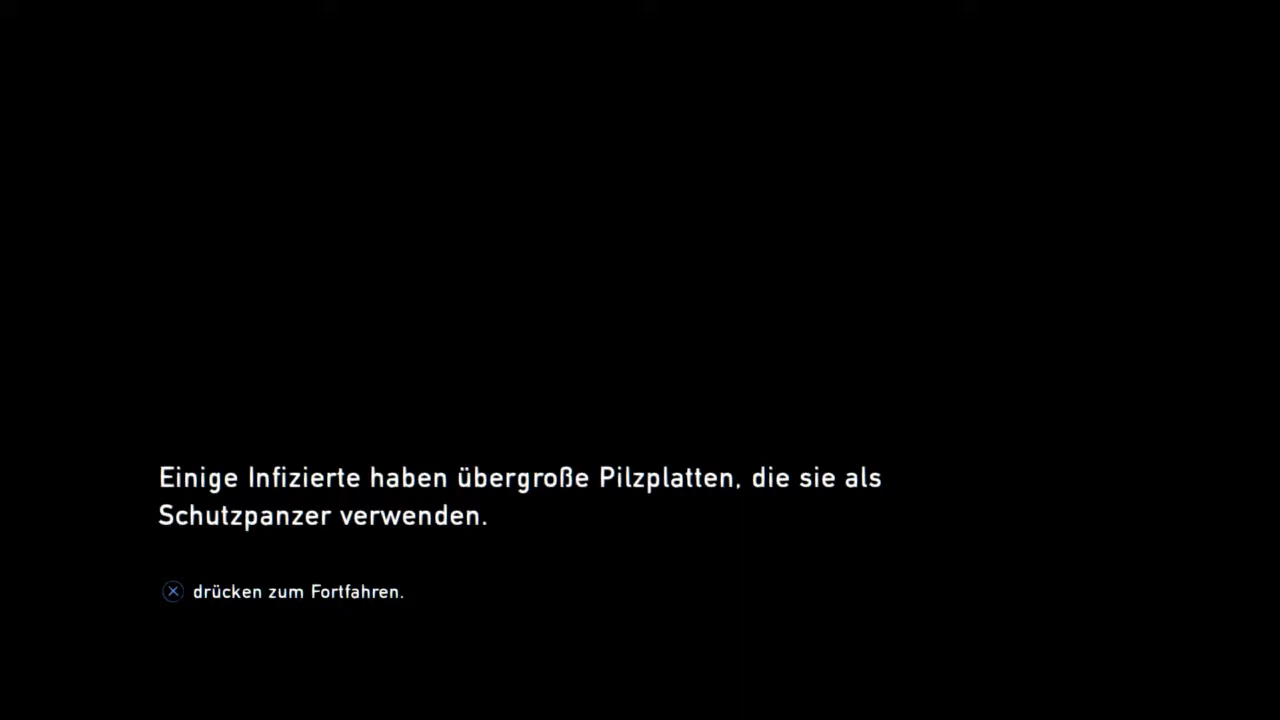 Einige Infizierte haben übergroße Pilzplatten, die sie als
Schutzpanzer verwenden.
drücken zum Fortfahren.